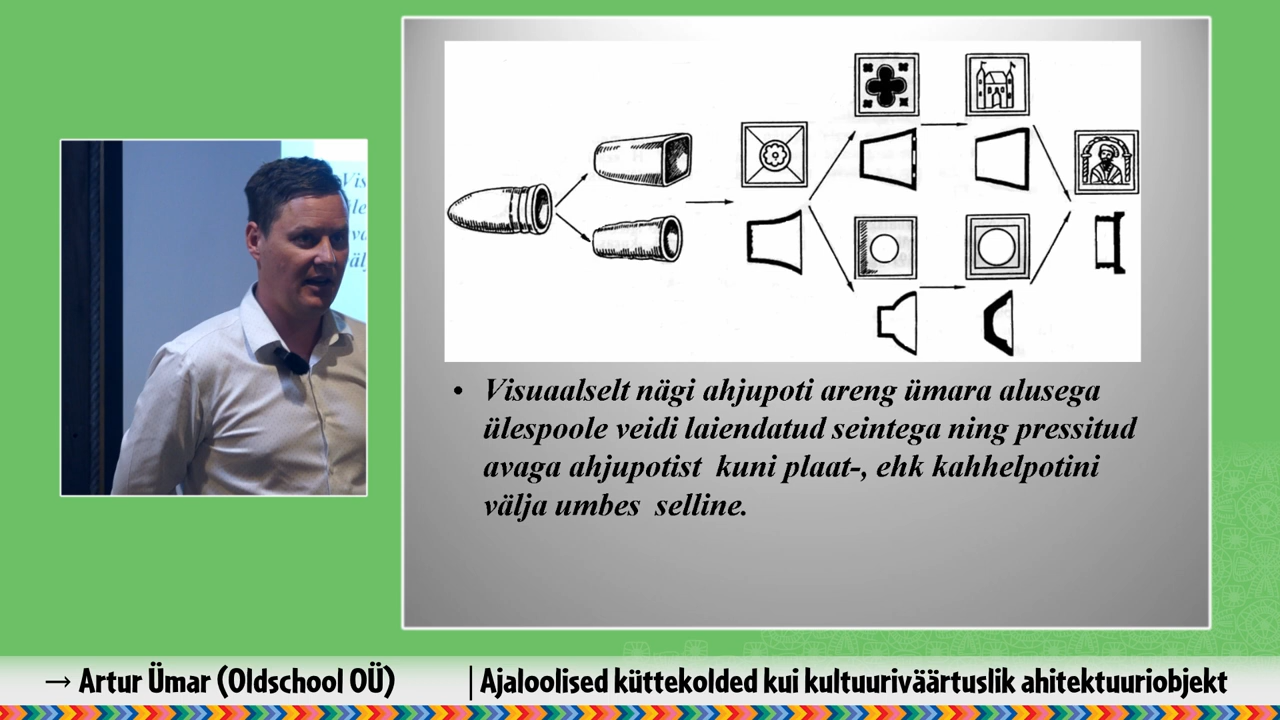 • Visuaalselt nägi ahjupoti areng ümara alusega
ülespoole veidi laiendatud seintega ning pressitud
avaga ahjupotist kuni plaat-, ehk kahhelpotini
välja umbes selline.
→ Artur Ümar (Oldschool OÜ) | Ajaloolised küttekolded kui kultuuriväärtuslik ahitektuuriobjekt